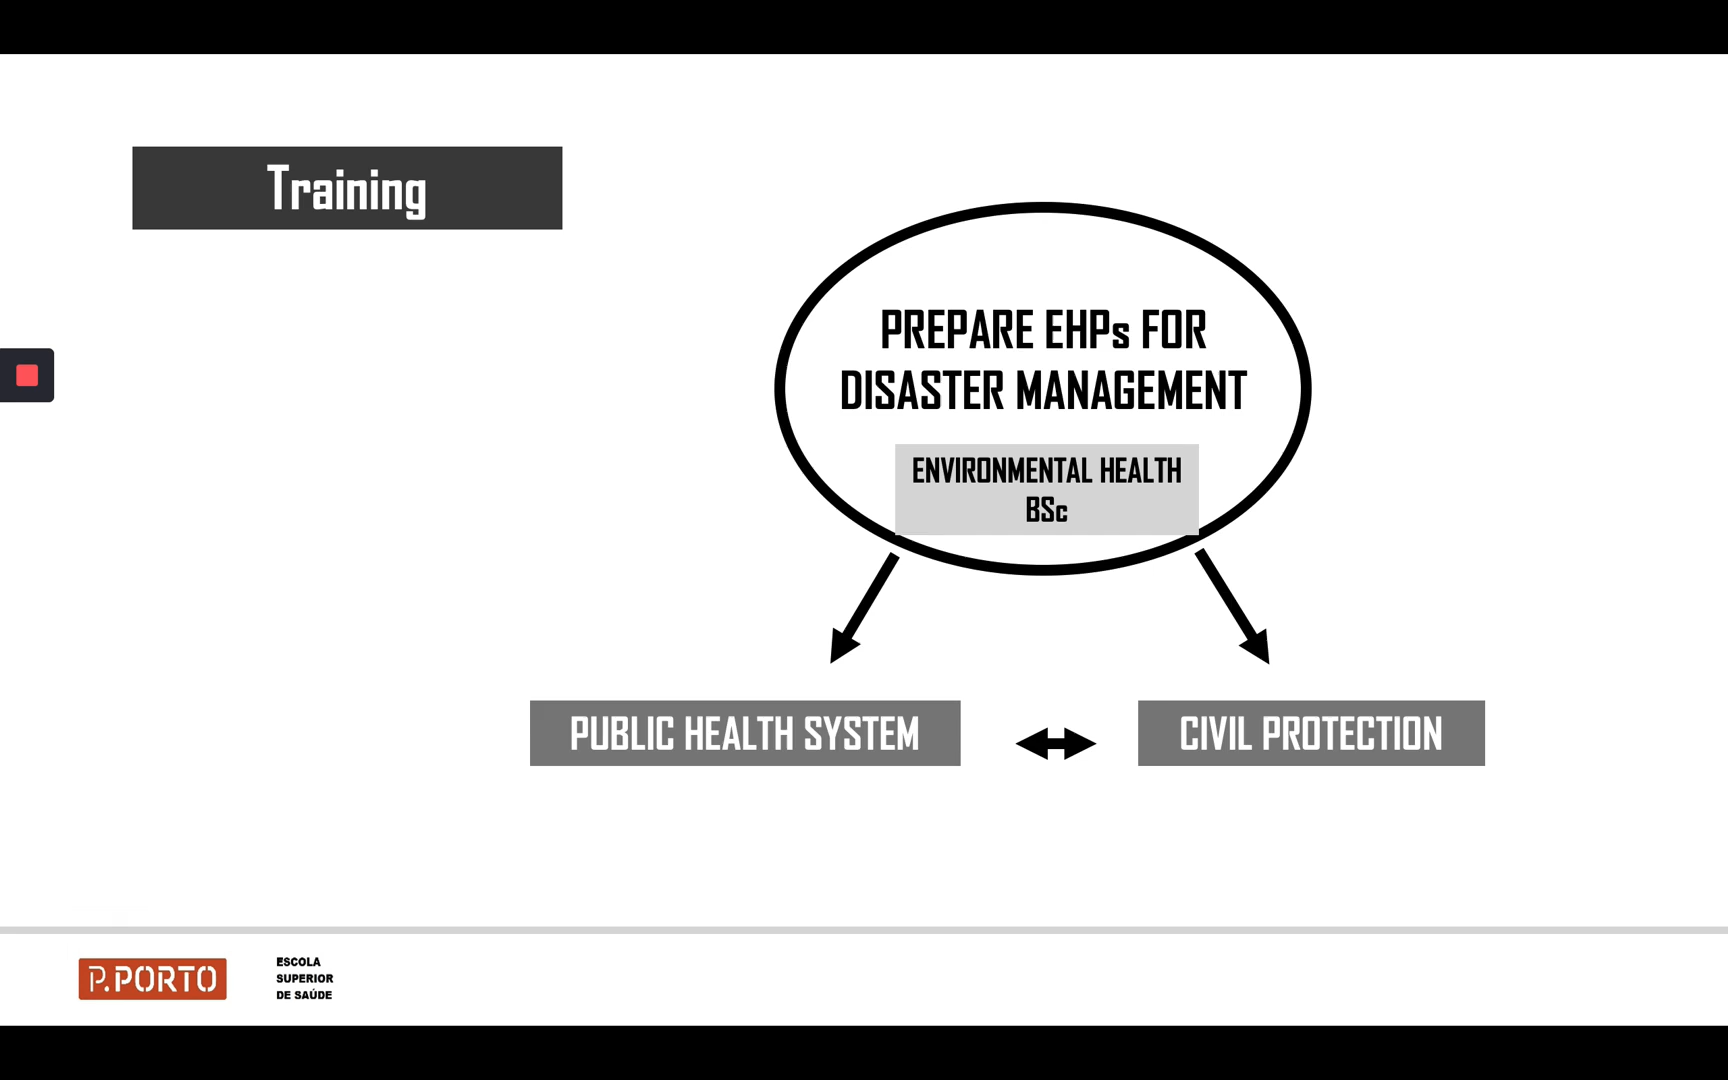 Training
PREPARE EHPs FOR
DISASTER MANAGEMENT
ENVIRONMENTAL HEALTH
BSc
PUBLIC HEALTH SYSTEM
CIVIL PROTECTION
P.PORTO
ESCOLA
SUPERIOR
DE SAÚDE